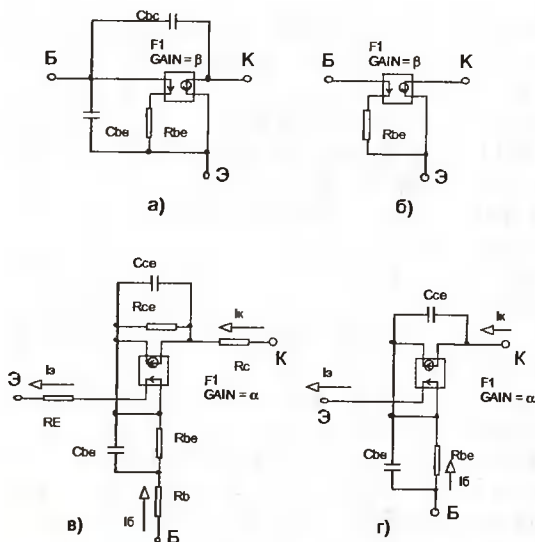 Cbc
F1
GAIN = β
Б
К
Cbe
Rbe
Э
а)
F1
GAIN = β
Б
К
Rbe
Э
б)
Cce
Rce
Iк
Rc
К
Iэ
Э
RE
F1
GAIN = α
Cbe
Rbe
Rb
Iб
Б
в)
Cce
Iк
К
Iэ
Э
F1
GAIN = α
Cbe
Rbe
Iб
Б
г)